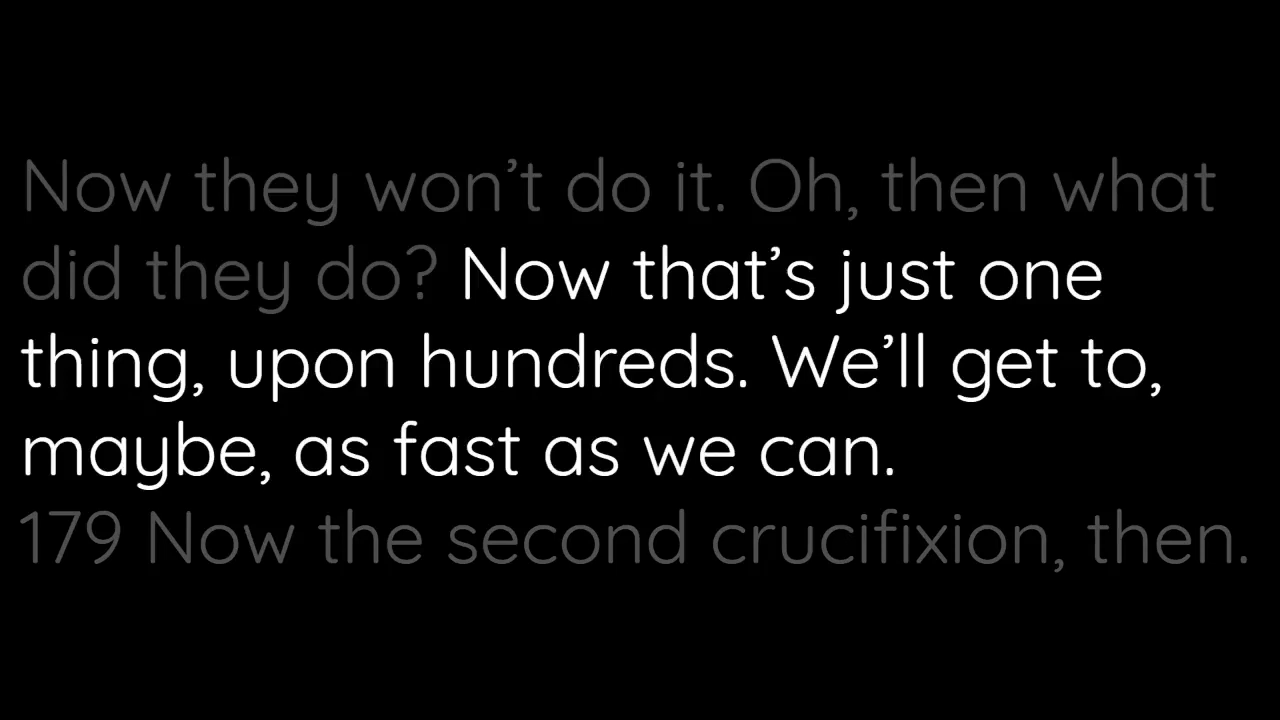 Now they won’t do it. Oh, then what
did they do? Now that’s just one
thing, upon hundreds. We’ll get to,
maybe, as fast as we can.
179 Now the second crucifixion, then.